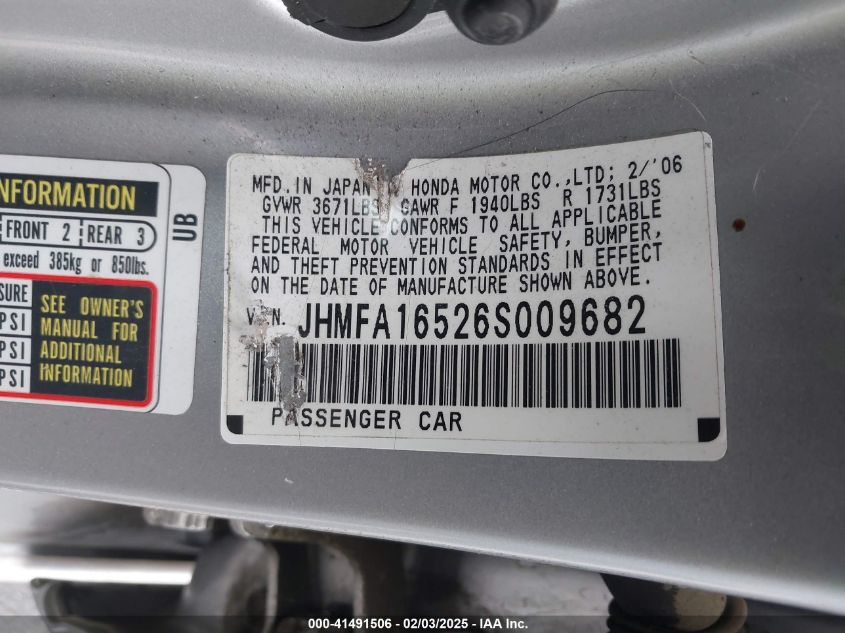 NFORMATION
FRONT 2 REAR 3
exceed 385kg or 850lbs.
SURE
PSI
PSI
PSI
SEE OWNER'S
MANUAL FOR
ADDITIONAL
INFORMATION
UB
MFD.IN JAPAN HONDA MOTOR CO.,LTD; 2/'06
GVWR 3671LBS GAWR F 1940LBS R 1731LBS
THIS VEHICLE CONFORMS TO ALL APPLICABLE
FEDERAL MOTOR VEHICLE SAFETY, BUMPER,
AND THEFT PREVENTION STANDARDS IN EFFECT
ON THE DATE OF MANUFACTURE SHOWN ABOVE.
V.I.N. JHMFA16526S009682
PASSENGER CAR
000-41491506 - 02/03/2025 - IAA Inc.